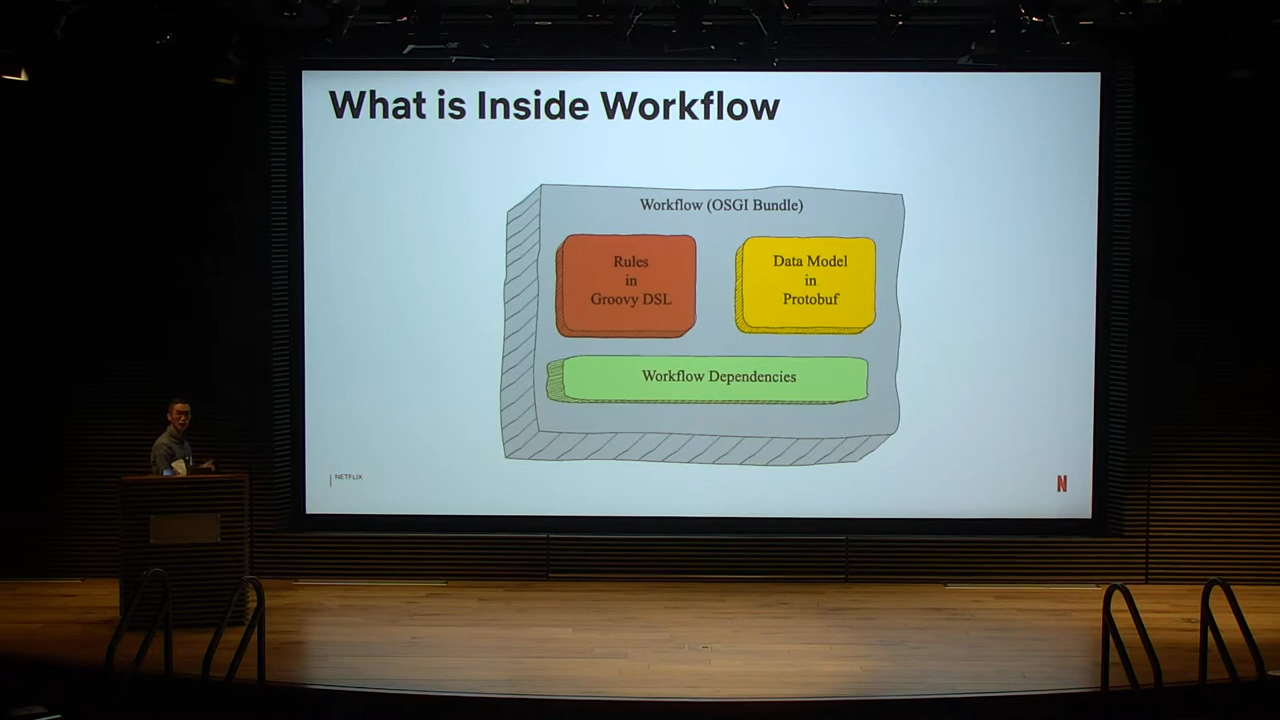 What is Inside Workflow
Workflow (OSGI Bundle)
Rules
in
Groovy DSL
Data Model
in
Protobuf
Workflow Dependencies
NETFLIX
N